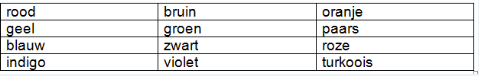 rood bruin oranje
geel groen paars
blauw zwart roze
indigo violet turkoois